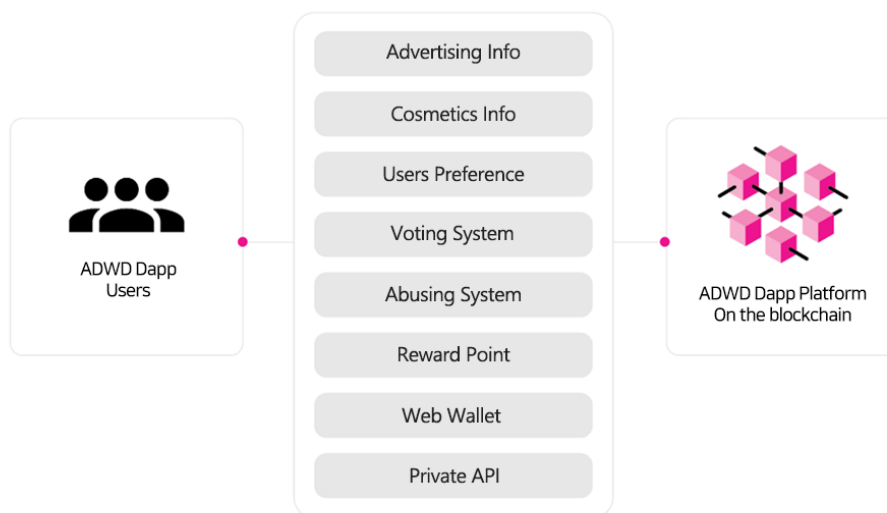 ADWD Dapp
Users
Advertising Info
Cosmetics Info
Users Preference
Voting System
Abusing System
Reward Point
Web Wallet
Private API
ADWD Dapp Platform
On the blockchain